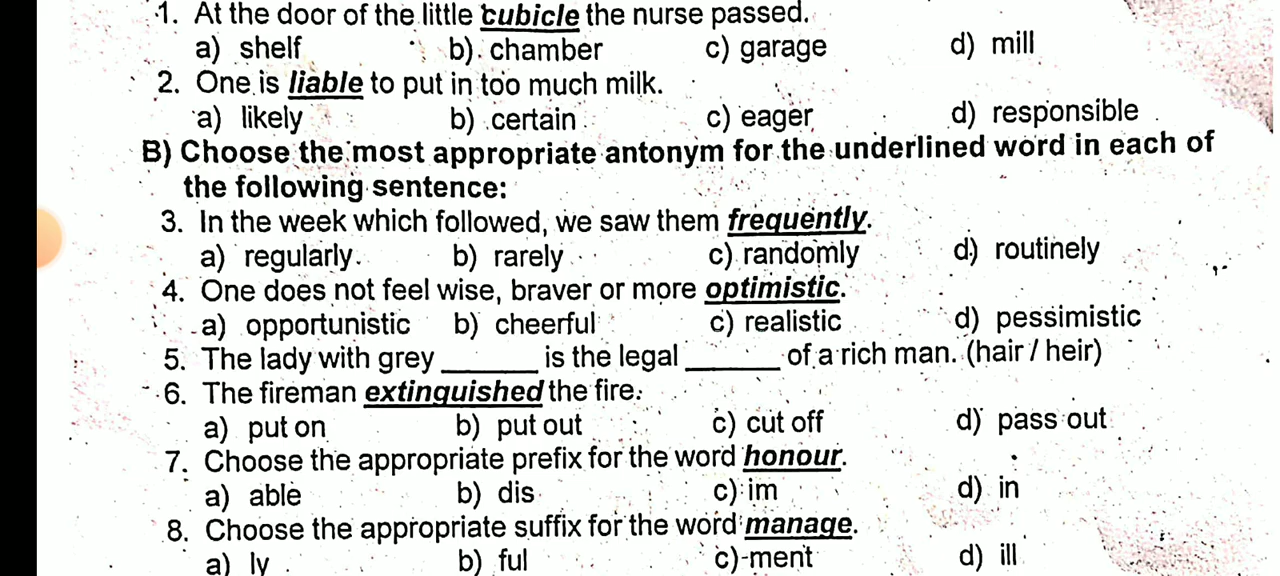 1. At the door of the little cubicle the nurse passed.
a) shelf b). chamber c) garage d) mill
2. One is liable to put in too much milk.
a) likely b) certain c) eager d) responsible
B) Choose the most appropriate antonym for the underlined word in each of
the following sentence:
3. In the week which followed, we saw them frequently.
a) regularly. b) rarely c) randomly d) routinely
4. One does not feel wise, braver or more optimistic.
a) opportunistic b) cheerful c) realistic d) pessimistic
5. The lady with grey ______ is the legal ______ of a rich man. (hair / heir)
6. The fireman extinguished the fire.
a) put on b) put out c) cut off d) pass out
7. Choose the appropriate prefix for the word honour.
a) able b) dis c) im d) in
8. Choose the appropriate suffix for the word manage.
a) ly b) ful c)-ment d) ill